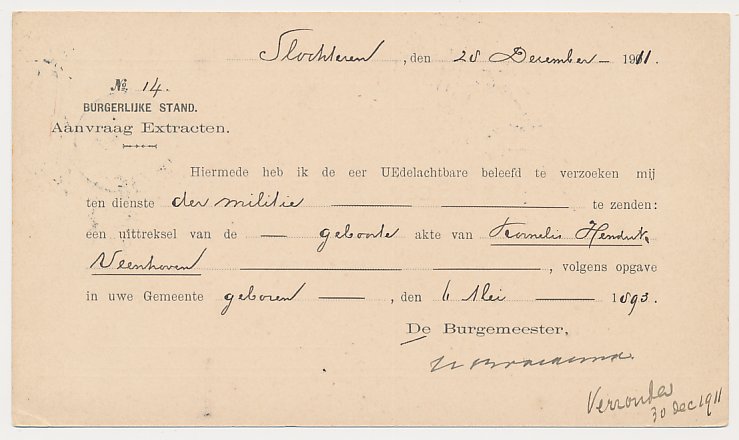 Slochteren, den 28 December 1911.
No. 14.
BURGERLIJKE STAND.
Aanvraag Extracten.
Hiermede heb ik de eer UEdelachtbare beleefd te verzoeken mij
ten dienste der militie te zenden:
een uittreksel van de geboorte akte van Kornelis Hendrik
Veenhoven, volgens opgave
in uwe Gemeente geboren, den 6 Mei 1893.
De Burgemeester,
Verzonden
30 dec 1911